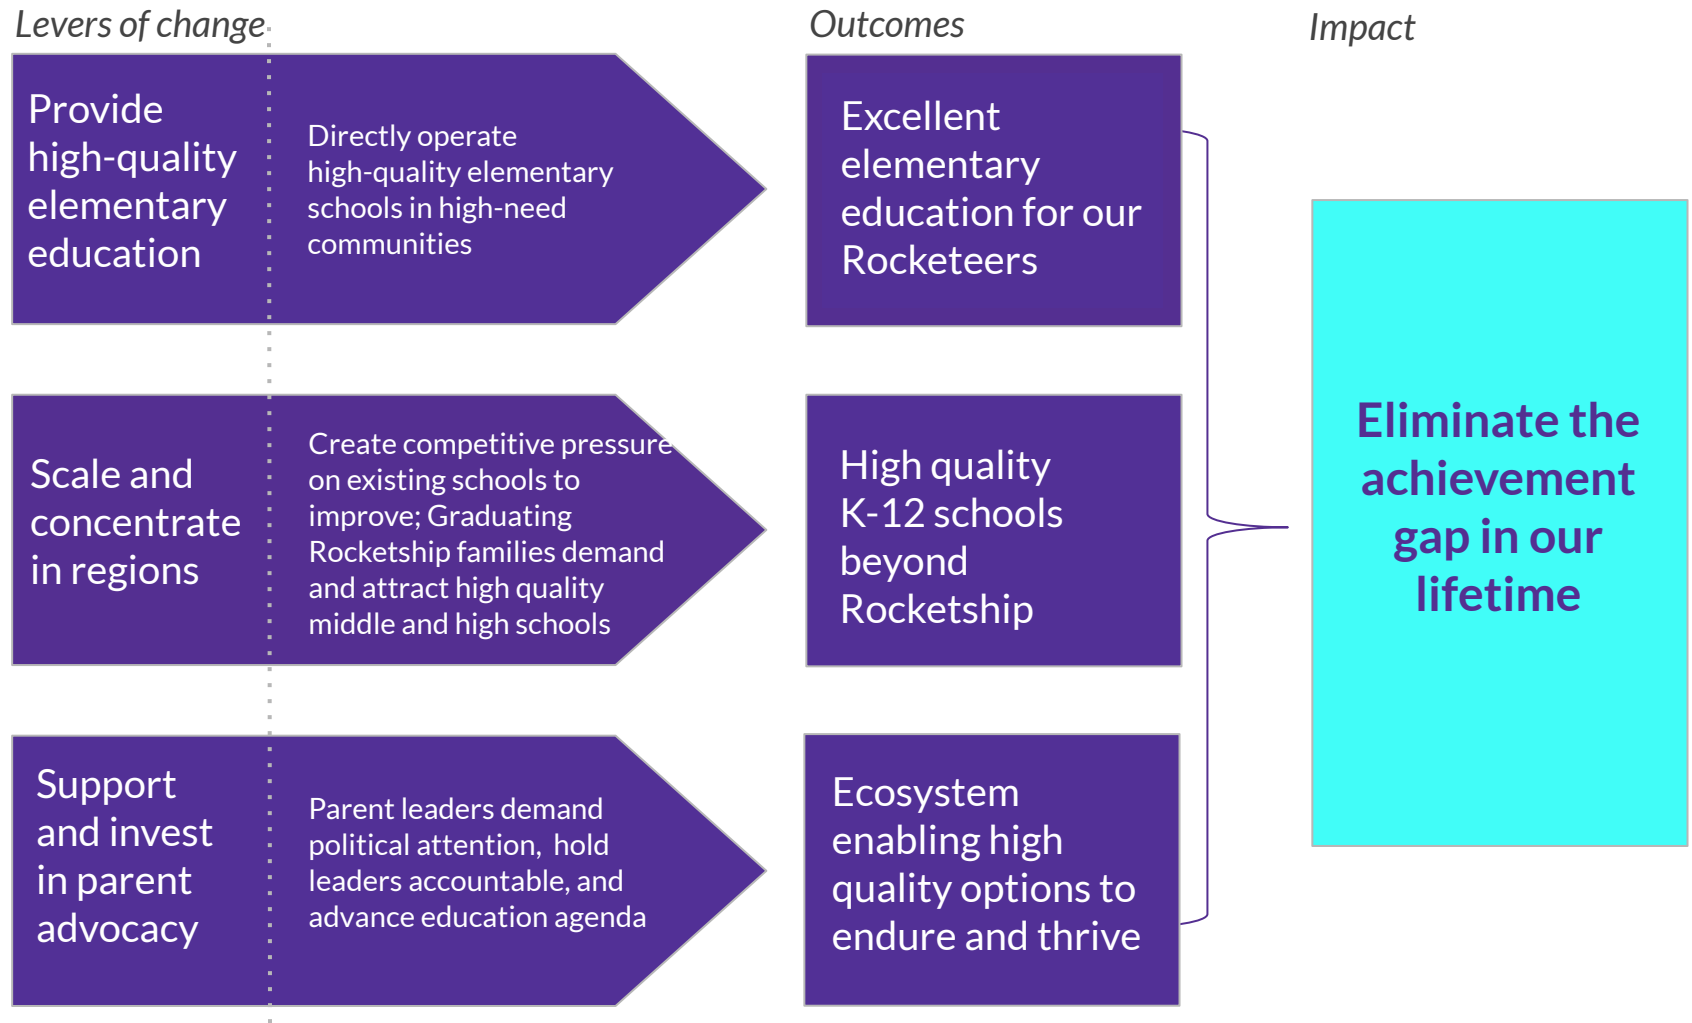 Levers of change
Outcomes
Impact
Provide
high-quality
elementary
education
Directly operate
high-quality elementary
schools in high-need
communities
Excellent
elementary
education for our
Rocketeers
Scale and
concentrate
in regions
Create competitive pressure
on existing schools to
improve; Graduating
Rocketship families demand
and attract high quality
middle and high schools
High quality
K-12 schools
beyond
Rocketship
Support
and invest
in parent
advocacy
Parent leaders demand
political attention,  hold
leaders accountable, and
advance education agenda
Ecosystem
enabling high
quality options to
endure and thrive
Eliminate the
achievement
gap in our
lifetime